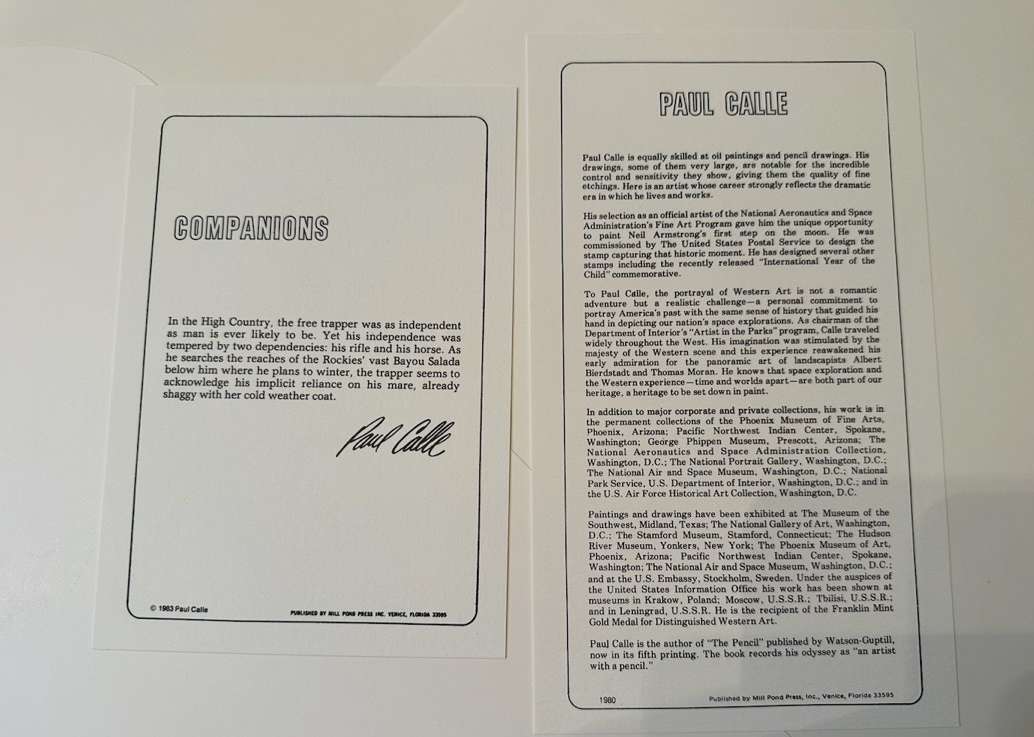 COMPANIONS
In the High Country, the free trapper was as independent
as man is ever likely to be. Yet his independence was
tempered by two dependencies: his rifle and his horse. As
he searches the reaches of the Rockies' vast Bayou Salada
below him where he plans to winter, the trapper seems to
acknowledge his implicit reliance on his mare, already
shaggy with her cold weather coat.
Paul Calle
© 1983 Paul Calle
PUBLISHED BY MILL POND PRESS INC. VENICE, FLORIDA 33595
PAUL CALLE
Paul Calle is equally skilled at oil paintings and pencil drawings. His
drawings, some of them very large, are notable for the incredible
control and sensitivity they show, giving them the quality of fine
etchings. Here is an artist whose career strongly reflects the dramatic
era in which he lives and works.
His selection as an official artist of the National Aeronautics and Space
Administration's Fine Art Program gave him the unique opportunity
to paint Neil Armstrong's first step on the moon. He was
commissioned by The United States Postal Service to design the
stamp capturing that historic moment. He has designed several other
stamps including the recently released "International Year of the
Child" commemorative.
To Paul Calle, the portrayal of Western Art is not a romantic
adventure but a realistic challenge—a personal commitment to
portray America's past with the same sense of history that guided his
hand in depicting our nation's space explorations. As chairman of the
Department of Interior's "Artist in the Parks" program, Calle traveled
widely throughout the West. His imagination was stimulated by the
majesty of the Western scene and this experience reawakened his
early admiration for the panoramic art of landscapists Albert
Bierdstadt and Thomas Moran. He knows that space exploration and
the Western experience—time and worlds apart—are both part of our
heritage, a heritage to be set down in paint.
In addition to major corporate and private collections, his work is in
the permanent collections of the Phoenix Museum of Fine Arts,
Phoenix, Arizona; Pacific Northwest Indian Center, Spokane,
Washington; George Phippen Museum, Prescott, Arizona; The
National Aeronautics and Space Administration Collection,
Washington, D.C.; The National Portrait Gallery, Washington, D.C.;
The National Air and Space Museum, Washington, D.C.; National
Park Service, U.S. Department of Interior, Washington, D.C.; and in
the U.S. Air Force Historical Art Collection, Washington, D.C.
Paintings and drawings have been exhibited at The Museum of the
Southwest, Midland, Texas; The National Gallery of Art, Washington,
D.C.; The Stamford Museum, Stamford, Connecticut; The Hudson
River Museum, Yonkers, New York; The Phoenix Museum of Art,
Phoenix, Arizona; Pacific Northwest Indian Center, Spokane,
Washington; The National Air and Space Museum, Washington, D.C.;
and at the U.S. Embassy, Stockholm, Sweden. Under the auspices of
the United States Information Office his work has been shown at
museums in Krakow, Poland; Moscow, U.S.S.R.; Tbilisi, U.S.S.R.;
and in Leningrad, U.S.S.R. He is the recipient of the Franklin Mint
Gold Medal for Distinguished Western Art.
Paul Calle is the author of "The Pencil" published by Watson-Guptill,
now in its fifth printing. The book records his odyssey as "an artist
with a pencil."
1980
Published by Mill Pond Press, Inc., Venice, Florida 33595